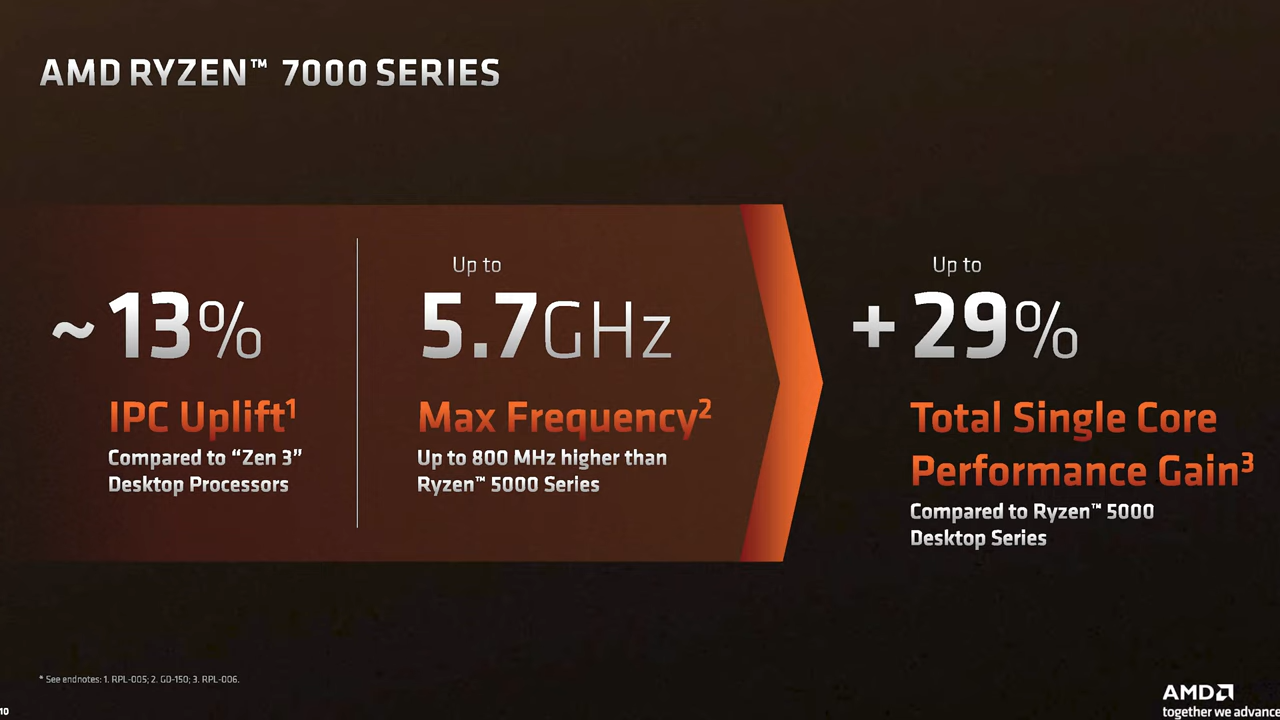 AMD RYZEN™ 7000 SERIES
~13%
IPC Uplift¹
Compared to “Zen 3”
Desktop Processors
Up to
5.7GHz
Max Frequency²
Up to 800 MHz higher than
Ryzen™ 5000 Series
Up to
+29%
Total Single Core
Performance Gain³
Compared to Ryzen™ 5000
Desktop Series
* See endnotes: 1. RPL-005; 2. GD-150; 3. RPL-006.
10
AMD
together we advance